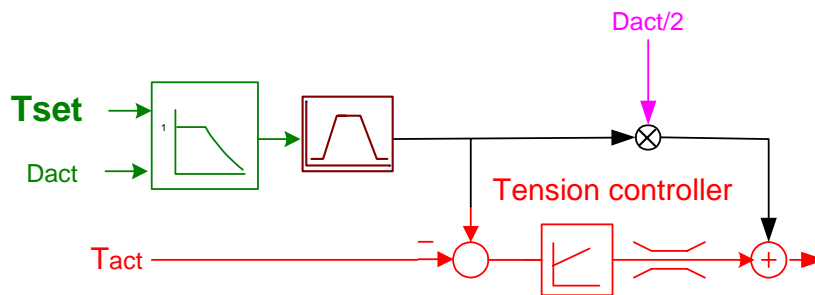 Dact/2
Tset
1
Dact
Tension controller
Tact